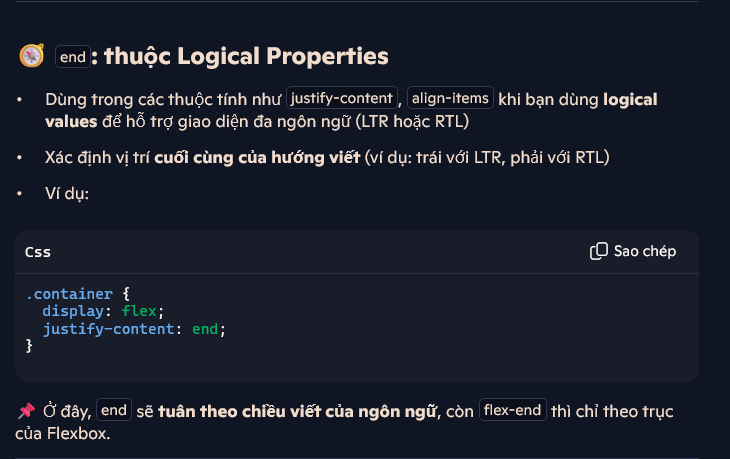 end: thuộc Logical Properties
• Dùng trong các thuộc tính như justify-content, align-items khi bạn dùng logical
values để hỗ trợ giao diện đa ngôn ngữ (LTR hoặc RTL)
• Xác định vị trí cuối cùng của hướng viết (ví dụ: trái với LTR, phải với RTL)
• Ví dụ:
Css
Sao chép
.container {
  display: flex;
  justify-content: end;
}
📌 Ở đây, end sẽ tuân theo chiều viết của ngôn ngữ, còn flex-end thì chỉ theo trục
của Flexbox.